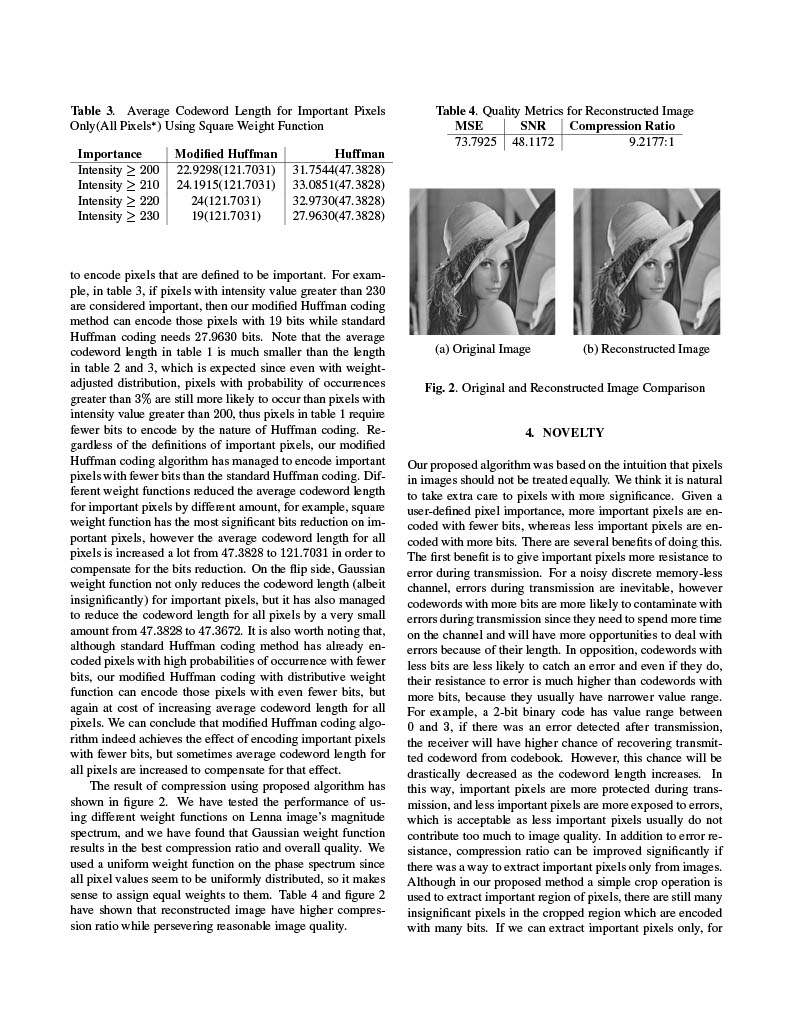 Table 3. Average Codeword Length for Important Pixels
Only(All Pixels*) Using Square Weight Function
Importance Modified Huffman Huffman
Intensity ≥ 200 22.9298(121.7031) 31.7544(47.3828)
Intensity ≥ 210 24.1915(121.7031) 33.0851(47.3828)
Intensity ≥ 220 24(121.7031) 32.9730(47.3828)
Intensity ≥ 230 19(121.7031) 27.9630(47.3828)
to encode pixels that are defined to be important. For exam-
ple, in table 3, if pixels with intensity value greater than 230
are considered important, then our modified Huffman coding
method can encode those pixels with 19 bits while standard
Huffman coding needs 27.9630 bits. Note that the average
codeword length in table 1 is much smaller than the length
in table 2 and 3, which is expected since even with weight-
adjusted distribution, pixels with probability of occurrences
greater than 3% are still more likely to occur than pixels with
intensity value greater than 200, thus pixels in table 1 require
fewer bits to encode by the nature of Huffman coding. Re-
gardless of the definitions of important pixels, our modified
Huffman coding algorithm has managed to encode important
pixels with fewer bits than the standard Huffman coding. Dif-
ferent weight functions reduced the average codeword length
for important pixels by different amount, for example, square
weight function has the most significant bits reduction on im-
portant pixels, however the average codeword length for all
pixels is increased a lot from 47.3828 to 121.7031 in order to
compensate for the bits reduction. On the flip side, Gaussian
weight function not only reduces the codeword length (albeit
insignificantly) for important pixels, but it has also managed
to reduce the codeword length for all pixels by a very small
amount from 47.3828 to 47.3672. It is also worth noting that,
although standard Huffman coding method has already en-
coded pixels with high probabilities of occurrence with fewer
bits, our modified Huffman coding with distributive weight
function can encode those pixels with even fewer bits, but
again at cost of increasing average codeword length for all
pixels. We can conclude that modified Huffman coding algo-
rithm indeed achieves the effect of encoding important pixels
with fewer bits, but sometimes average codeword length for
all pixels are increased to compensate for that effect.
The result of compression using proposed algorithm has
shown in figure 2. We have tested the performance of us-
ing different weight functions on Lenna image's magnitude
spectrum, and we have found that Gaussian weight function
results in the best compression ratio and overall quality. We
used a uniform weight function on the phase spectrum since
all pixel values seem to be uniformly distributed, so it makes
sense to assign equal weights to them. Table 4 and figure 2
have shown that reconstructed image have higher compres-
sion ratio while persevering reasonable image quality.
Table 4. Quality Metrics for Reconstructed Image
MSE SNR Compression Ratio
73.7925 48.1172 9.2177:1
(a) Original Image (b) Reconstructed Image
Fig. 2. Original and Reconstructed Image Comparison
4. NOVELTY
Our proposed algorithm was based on the intuition that pixels
in images should not be treated equally. We think it is natural
to take extra care to pixels with more significance. Given a
user-defined pixel importance, more important pixels are en-
coded with fewer bits, whereas less important pixels are en-
coded with more bits. There are several benefits of doing this.
The first benefit is to give important pixels more resistance to
error during transmission. For a noisy discrete memory-less
channel, errors during transmission are inevitable, however
codewords with more bits are more likely to contaminate with
errors during transmission since they need to spend more time
on the channel and will have more opportunities to deal with
errors because of their length. In opposition, codewords with
less bits are less likely to catch an error and even if they do,
their resistance to error is much higher than codewords with
more bits, because they usually have narrower value range.
For example, a 2-bit binary code has value range between
0 and 3, if there was an error detected after transmission,
the receiver will have higher chance of recovering transmit-
ted codeword from codebook. However, this chance will be
drastically decreased as the codeword length increases. In
this way, important pixels are more protected during trans-
mission, and less important pixels are more exposed to errors,
which is acceptable as less important pixels usually do not
contribute too much to image quality. In addition to error re-
sistance, compression ratio can be improved significantly if
there was a way to extract important pixels only from images.
Although in our proposed method a simple crop operation is
used to extract important region of pixels, there are still many
insignificant pixels in the cropped region which are encoded
with many bits. If we can extract important pixels only, for